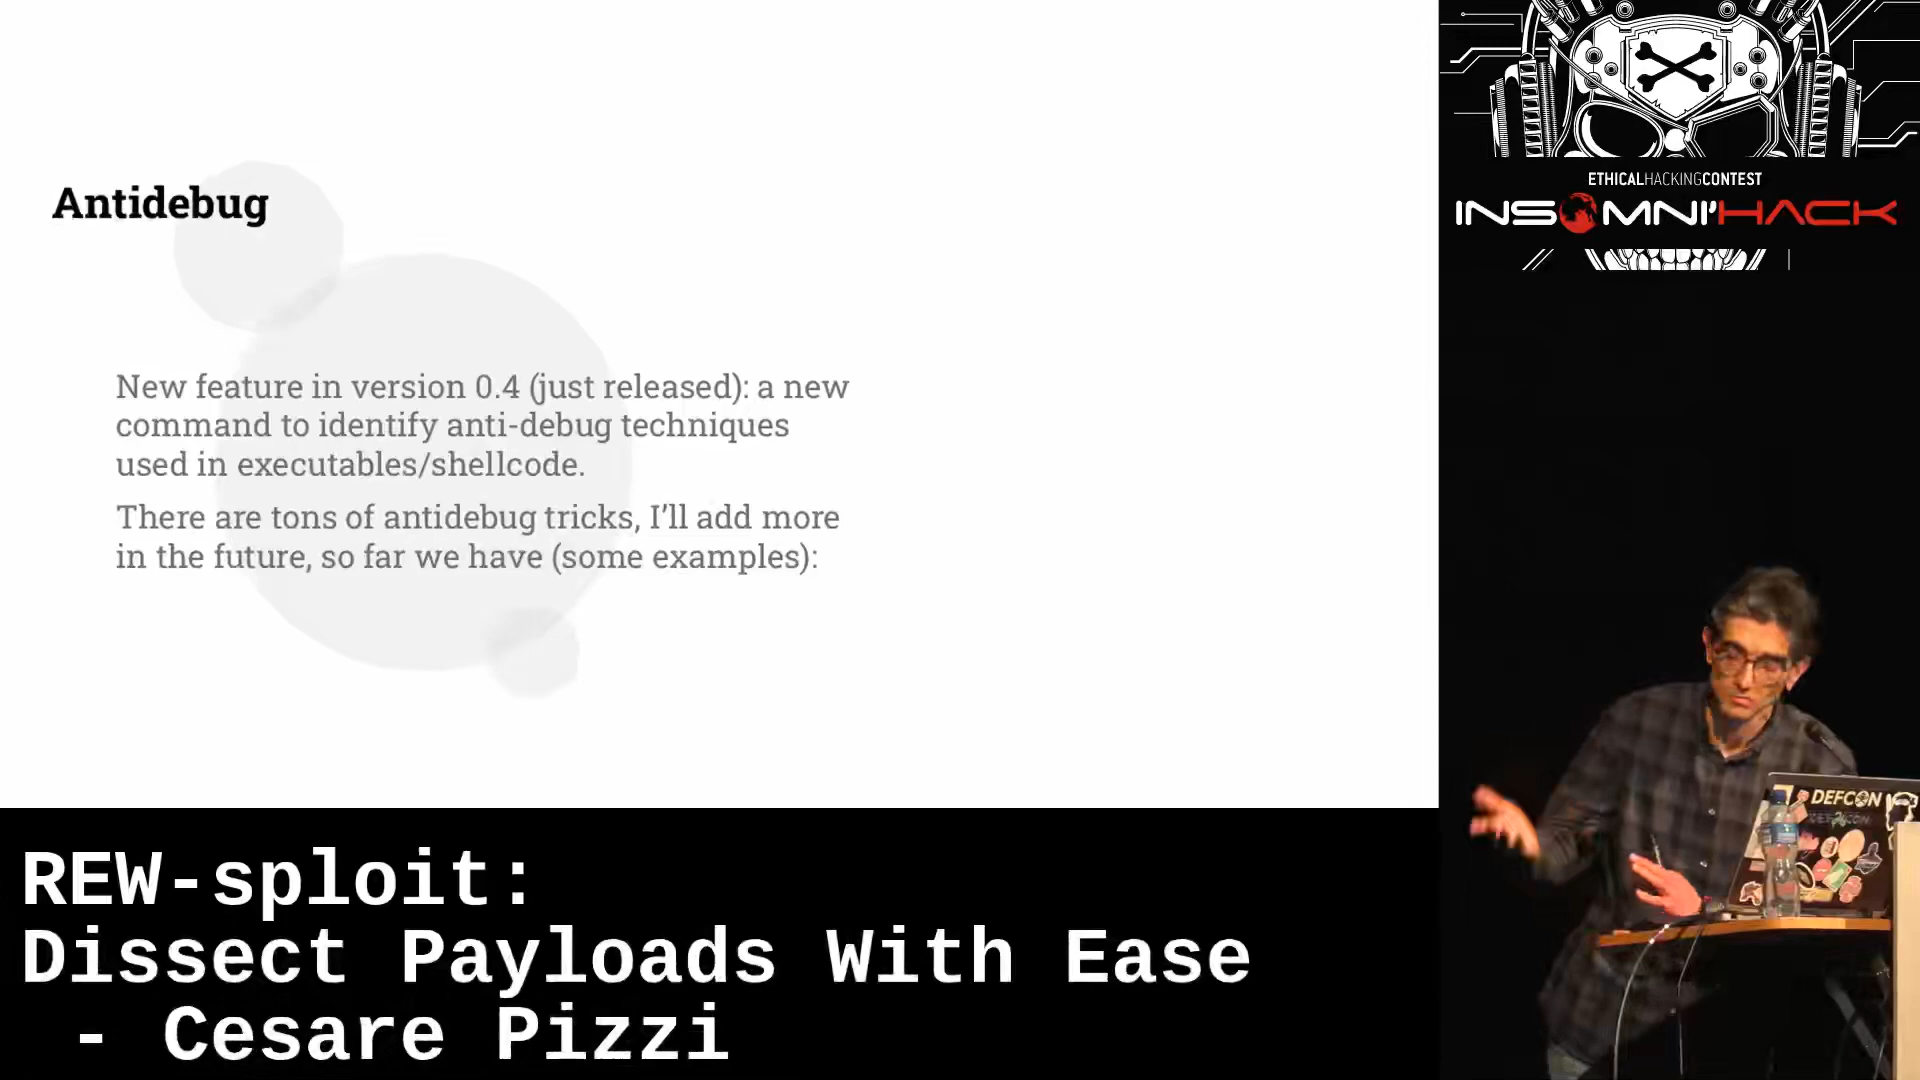 Antidebug
New feature in version 0.4 (just released): a new
command to identify anti-debug techniques
used in executables/shellcode.
There are tons of antidebug tricks, I'll add more
in the future, so far we have (some examples):
ETHICALHACKINGCONTEST
INSOMNI'HACK
DEFCON
REW-sploit:
Dissect Payloads With Ease
- Cesare Pizzi